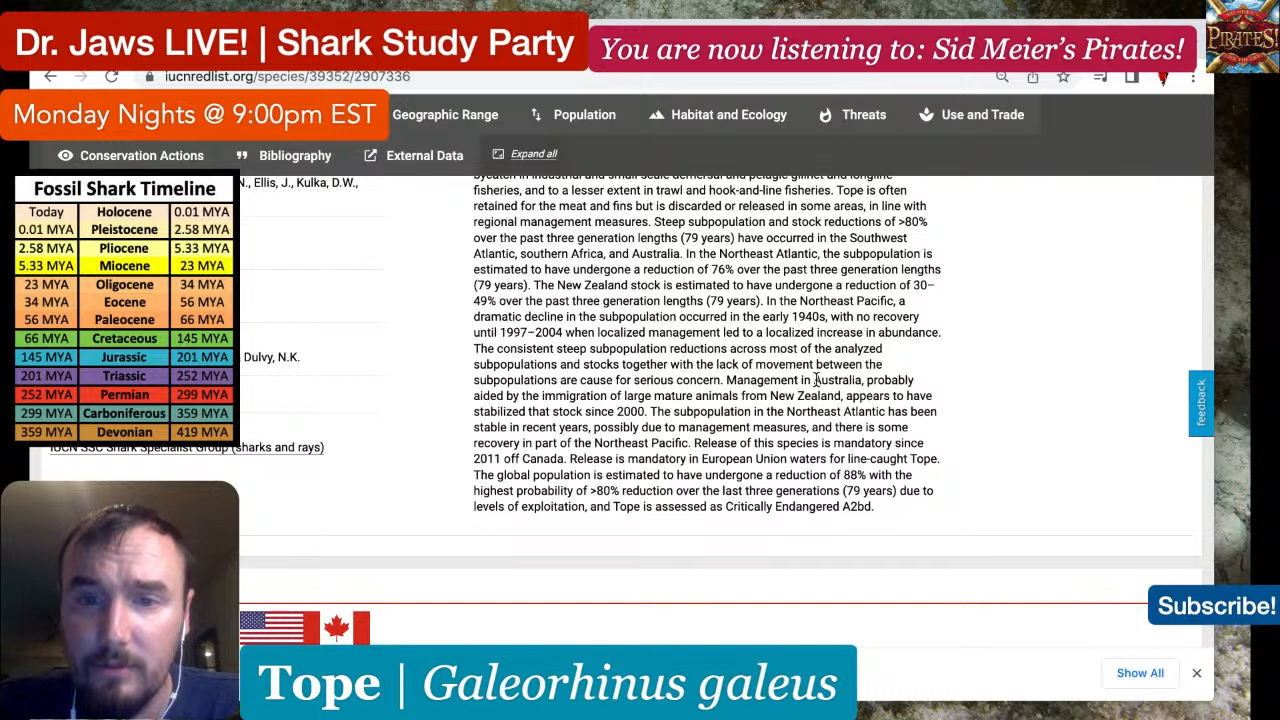 Dr. Jaws LIVE! | Shark Study Party
You are now listening to: Sid Meier's Pirates!
SID MEIER'S
PIRATES!
iucnredlist.org/species/39352/2907336
Monday Nights @ 9:00pm EST
Geographic Range
Population
Habitat and Ecology
Threats
Use and Trade
Conservation Actions
Bibliography
External Data
Expand all
Fossil Shark Timeline
Today Holocene 0.01 MYA
0.01 MYA Pleistocene 2.58 MYA
2.58 MYA Pliocene 5.33 MYA
5.33 MYA Miocene 23 MYA
23 MYA Oligocene 34 MYA
34 MYA Eocene 56 MYA
56 MYA Paleocene 66 MYA
66 MYA Cretaceous 145 MYA
145 MYA Jurassic 201 MYA
201 MYA Triassic 252 MYA
252 MYA Permian 299 MYA
299 MYA Carboniferous 359 MYA
359 MYA Devonian 419 MYA
N., Ellis, J., Kulka, D.W.,
Dulvy, N.K.
IUCN SSC Shark Specialist Group (sharks and rays)
bycaten in industrial and small-scale demersal and pelagic gillnet and longline
fisheries, and to a lesser extent in trawl and hook-and-line fisheries. Tope is often
retained for the meat and fins but is discarded or released in some areas, in line with
regional management measures. Steep subpopulation and stock reductions of >80%
over the past three generation lengths (79 years) have occurred in the Southwest
Atlantic, southern Africa, and Australia. In the Northeast Atlantic, the subpopulation is
estimated to have undergone a reduction of 76% over the past three generation lengths
(79 years). The New Zealand stock is estimated to have undergone a reduction of 30–
49% over the past three generation lengths (79 years). In the Northeast Pacific, a
dramatic decline in the subpopulation occurred in the early 1940s, with no recovery
until 1997–2004 when localized management led to a localized increase in abundance.
The consistent steep subpopulation reductions across most of the analyzed
subpopulations and stocks together with the lack of movement between the
subpopulations are cause for serious concern. Management in Australia, probably
aided by the immigration of large mature animals from New Zealand, appears to have
stabilized that stock since 2000. The subpopulation in the Northeast Atlantic has been
stable in recent years, possibly due to management measures, and there is some
recovery in part of the Northeast Pacific. Release of this species is mandatory since
2011 off Canada. Release is mandatory in European Union waters for line-caught Tope.
The global population is estimated to have undergone a reduction of 88% with the
highest probability of >80% reduction over the last three generations (79 years) due to
levels of exploitation, and Tope is assessed as Critically Endangered A2bd.
feedback
Subscribe!
Show All
Tope | Galeorhinus galeus